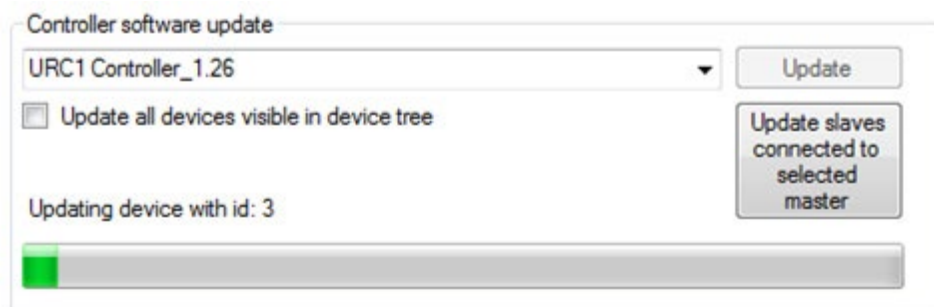 Controller software update
URC1 Controller_1.26
Update
Update all devices visible in device tree
Update slaves
connected to
selected
master
Updating device with id: 3